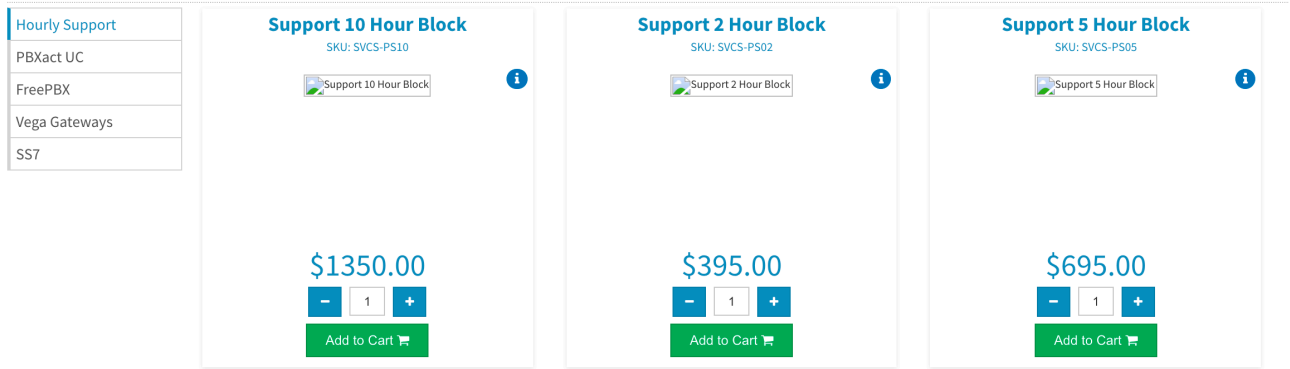 Hourly Support
PBXact UC
FreePBX
Vega Gateways
SS7
Support 10 Hour Block
SKU: SVCS-PS10
Support 10 Hour Block
$1350.00
1
Add to Cart
Support 2 Hour Block
SKU: SVCS-PS02
Support 2 Hour Block
$395.00
1
Add to Cart
Support 5 Hour Block
SKU: SVCS-PS05
Support 5 Hour Block
$695.00
1
Add to Cart